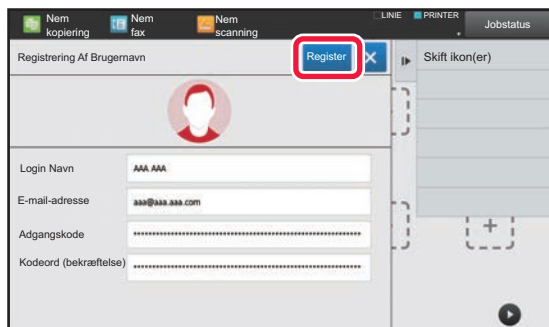 Nem
kopiering
Nem
fax
Nem
scanning
LINIE
PRINTER
Jobstatus
Registrering Af Brugernavn
Register
Skift ikon(er)
Login Navn
AAA AAA
E-mail-adresse
aaa@aaa.aaa.com
Adgangskode
Kodeord (bekræftelse)